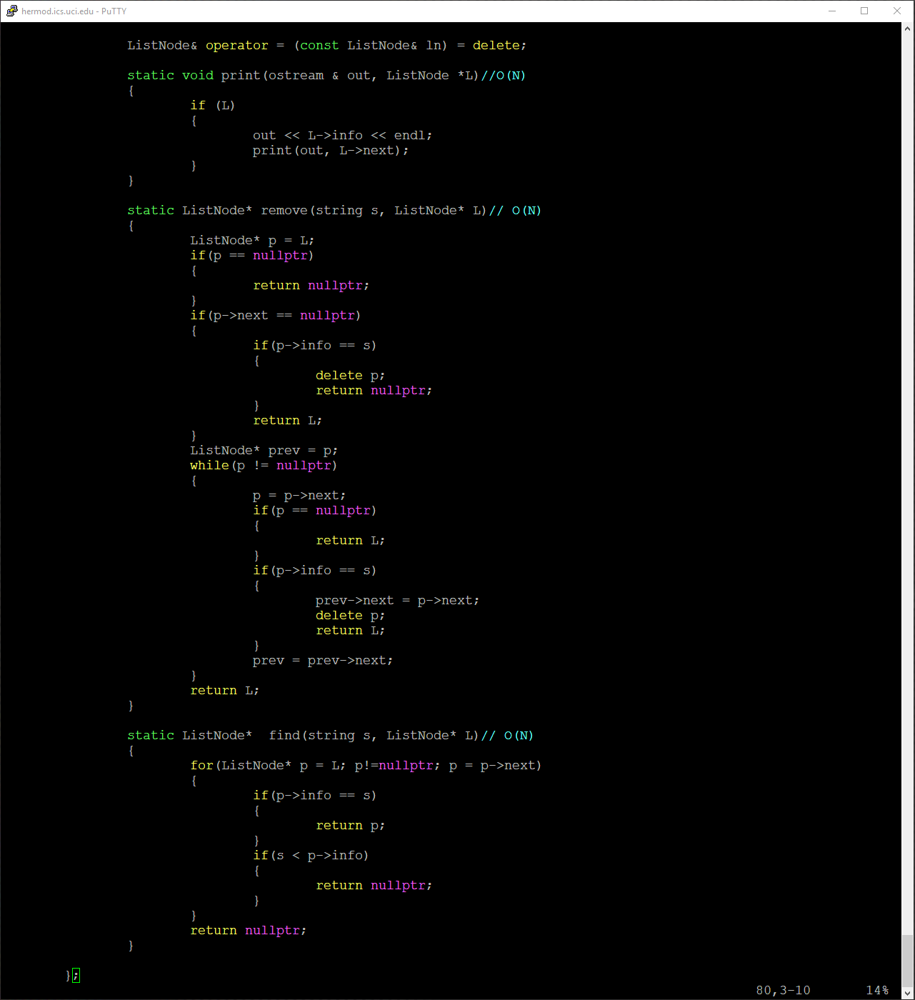 hermod.ics.uci.edu - PuTTY
ListNode& operator = (const ListNode& ln) = delete;
static void print(ostream & out, ListNode *L)//O(N)
{
if (L)
{
out << L->info << endl;
print(out, L->next);
}
}
static ListNode* remove(string s, ListNode* L)// O(N)
{
ListNode* p = L;
if(p == nullptr)
{
return nullptr;
}
if(p->next == nullptr)
{
if(p->info == s)
{
delete p;
return nullptr;
}
return L;
}
ListNode* prev = p;
while(p != nullptr)
{
p = p->next;
if(p == nullptr)
{
return L;
}
if(p->info == s)
{
prev->next = p->next;
delete p;
return L;
}
prev = prev->next;
}
return L;
}
static ListNode*  find(string s, ListNode* L)// O(N)
{
for(ListNode* p = L; p!=nullptr; p = p->next)
{
if(p->info == s)
{
return p;
}
if(s < p->info)
{
return nullptr;
}
}
return nullptr;
}
};
80,3-10 14%